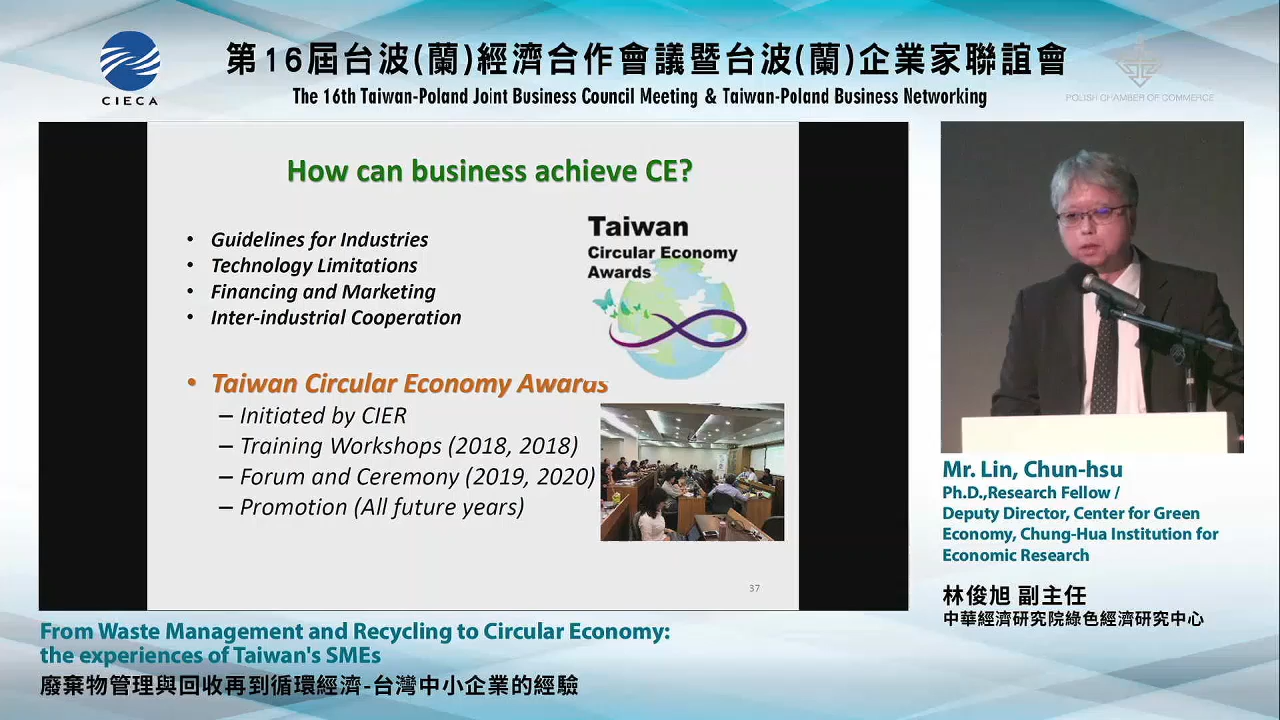 第16屆台波(蘭)經濟合作會議暨台波(蘭)企業家聯誼會
CIECA
The 16th Taiwan-Poland Joint Business Council Meeting & Taiwan-Poland Business Networking
POLISH CHAMBER OF COMMERCE
How can business achieve CE?
• Guidelines for Industries
• Technology Limitations
• Financing and Marketing
• Inter-industrial Cooperation
Taiwan
Circular Economy
Awards
• Taiwan Circular Economy Awards
– Initiated by CIER
– Training Workshops (2018, 2018)
– Forum and Ceremony (2019, 2020)
– Promotion (All future years)
37
Mr. Lin, Chun-hsu
Ph.D.,Research Fellow /
Deputy Director, Center for Green
Economy, Chung-Hua Institution for
Economic Research
林俊旭 副主任
中華經濟研究院綠色經濟研究中心
From Waste Management and Recycling to Circular Economy:
the experiences of Taiwan's SMEs
廢棄物管理與回收再到循環經濟-台灣中小企業的經驗